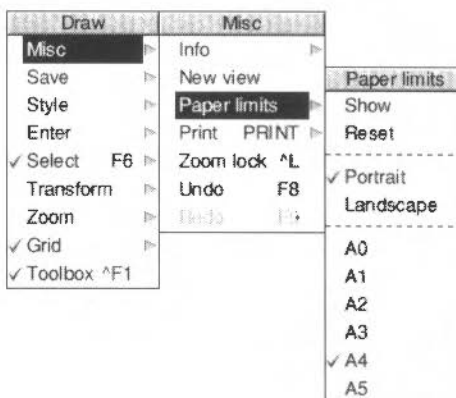 Draw
Misc
Save
Style
Enter
✓ Select F6
Transform
Zoom
✓ Grid
✓ Toolbox ^F1
Misc
Info
New view
Paper limits
Print PRINT
Zoom lock ^L
Undo F8
Redo F9
Paper limits
Show
Reset
✓ Portrait
Landscape
A0
A1
A2
A3
✓ A4
A5